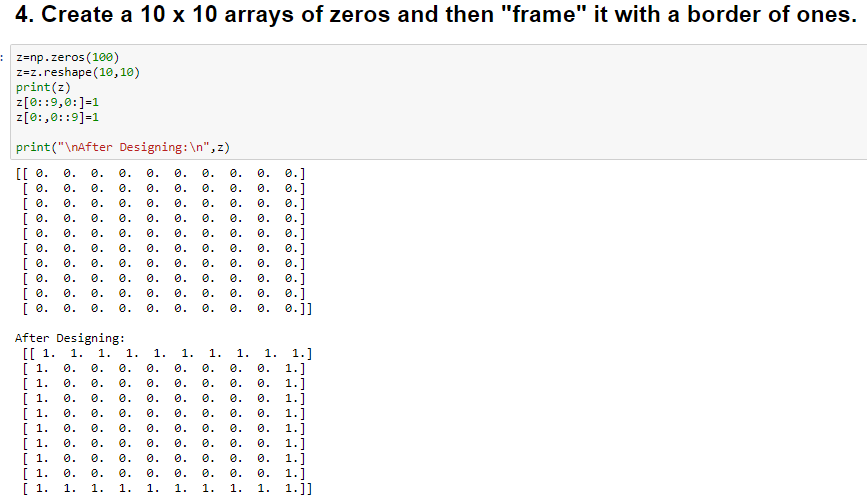 4. Create a 10 x 10 arrays of zeros and then "frame" it with a border of ones.
: z=np.zeros(100)
z=z.reshape(10,10)
print(z)
z[0::9,0:]=1
z[0:,0::9]=1
print("\nAfter Designing:\n",z)
[[ 0.  0.  0.  0.  0.  0.  0.  0.  0.  0.]
 [ 0.  0.  0.  0.  0.  0.  0.  0.  0.  0.]
 [ 0.  0.  0.  0.  0.  0.  0.  0.  0.  0.]
 [ 0.  0.  0.  0.  0.  0.  0.  0.  0.  0.]
 [ 0.  0.  0.  0.  0.  0.  0.  0.  0.  0.]
 [ 0.  0.  0.  0.  0.  0.  0.  0.  0.  0.]
 [ 0.  0.  0.  0.  0.  0.  0.  0.  0.  0.]
 [ 0.  0.  0.  0.  0.  0.  0.  0.  0.  0.]
 [ 0.  0.  0.  0.  0.  0.  0.  0.  0.  0.]
 [ 0.  0.  0.  0.  0.  0.  0.  0.  0.  0.]]
After Designing:
 [[ 1.  1.  1.  1.  1.  1.  1.  1.  1.  1.]
 [ 1.  0.  0.  0.  0.  0.  0.  0.  0.  1.]
 [ 1.  0.  0.  0.  0.  0.  0.  0.  0.  1.]
 [ 1.  0.  0.  0.  0.  0.  0.  0.  0.  1.]
 [ 1.  0.  0.  0.  0.  0.  0.  0.  0.  1.]
 [ 1.  0.  0.  0.  0.  0.  0.  0.  0.  1.]
 [ 1.  0.  0.  0.  0.  0.  0.  0.  0.  1.]
 [ 1.  0.  0.  0.  0.  0.  0.  0.  0.  1.]
 [ 1.  0.  0.  0.  0.  0.  0.  0.  0.  1.]
 [ 1.  1.  1.  1.  1.  1.  1.  1.  1.  1.]]